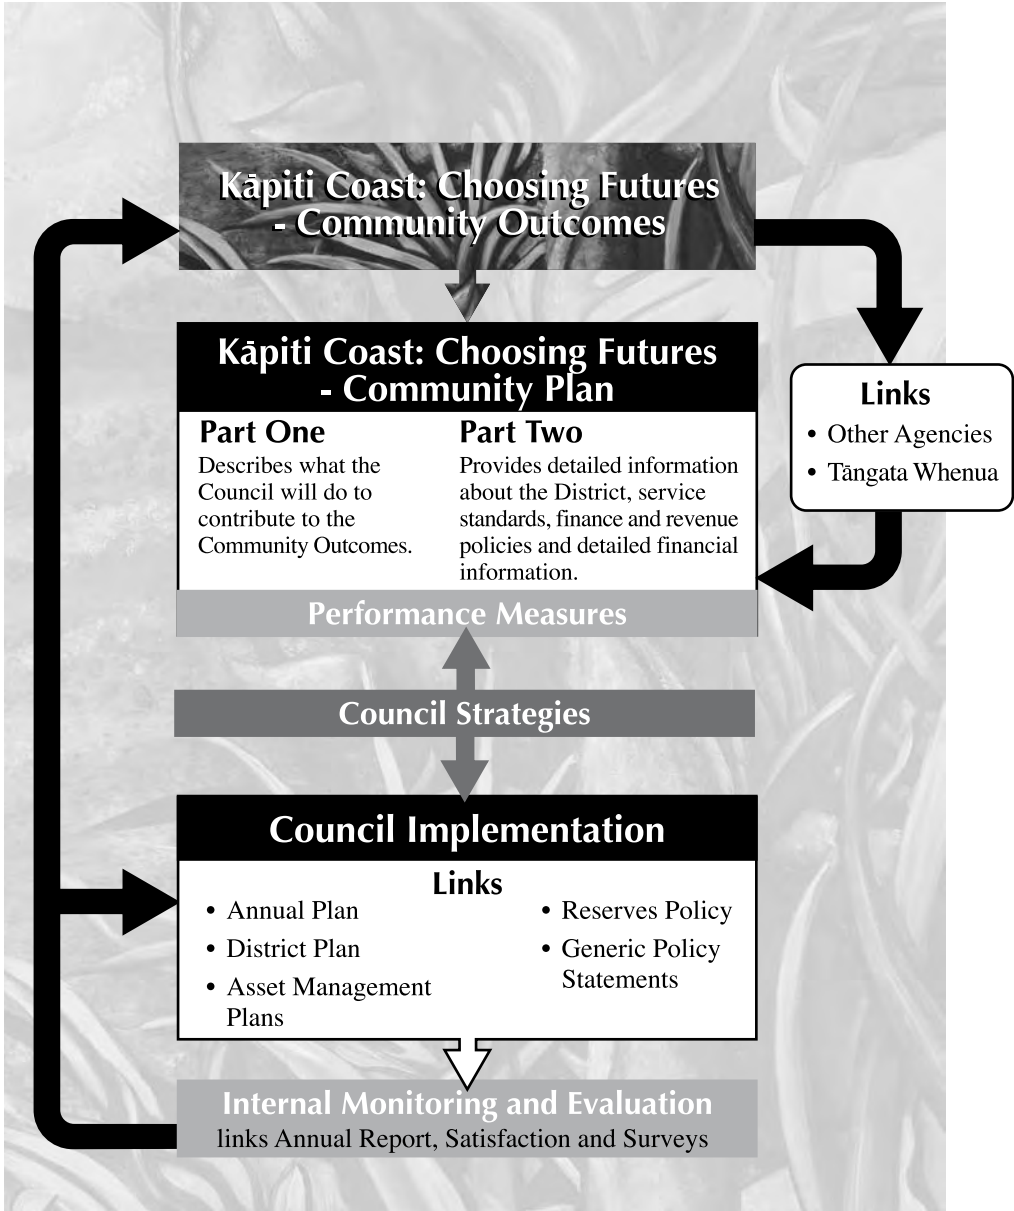 Kāpiti Coast: Choosing Futures
- Community Outcomes
Kāpiti Coast: Choosing Futures
- Community Plan
Part One
Describes what the
Council will do to
contribute to the
Community Outcomes.
Part Two
Provides detailed information
about the District, service
standards, finance and revenue
policies and detailed financial
information.
Performance Measures
Links
• Other Agencies
• Tāngata Whenua
Council Strategies
Council Implementation
Links
• Annual Plan
• District Plan
• Asset Management
Plans
• Reserves Policy
• Generic Policy
Statements
Internal Monitoring and Evaluation
links Annual Report, Satisfaction and Surveys